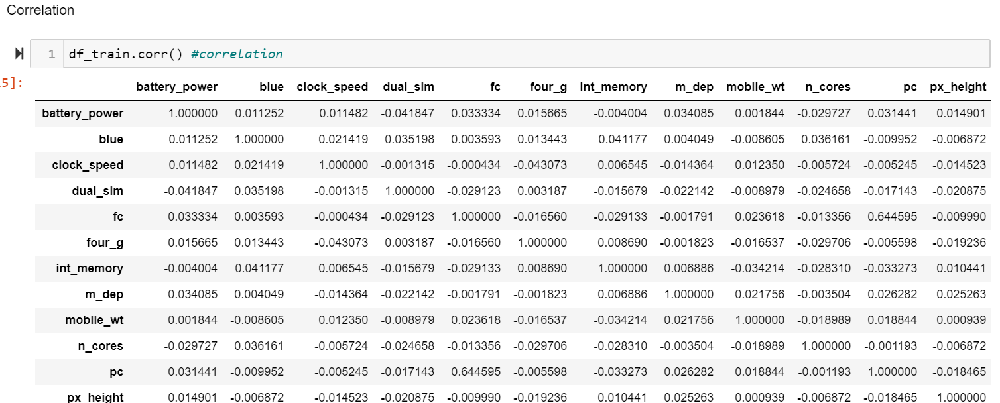 Correlation
1 df_train.corr() #correlation
5]:
battery_power blue clock_speed dual_sim fc four_g int_memory m_dep mobile_wt n_cores pc px_height
battery_power 1.000000 0.011252 0.011482 -0.041847 0.033334 0.015665 -0.004004 0.034085 0.001844 -0.029727 0.031441 0.014901
blue 0.011252 1.000000 0.021419 0.035198 0.003593 0.013443 0.041177 0.004049 -0.008605 0.036161 -0.009952 -0.006872
clock_speed 0.011482 0.021419 1.000000 -0.001315 -0.000434 -0.043073 0.006545 -0.014364 0.012350 -0.005724 -0.005245 -0.014523
dual_sim -0.041847 0.035198 -0.001315 1.000000 -0.029123 0.003187 -0.015679 -0.022142 -0.008979 -0.024658 -0.017143 -0.020875
fc 0.033334 0.003593 -0.000434 -0.029123 1.000000 -0.016560 -0.029133 -0.001791 0.023618 -0.013356 0.644595 -0.009990
four_g 0.015665 0.013443 -0.043073 0.003187 -0.016560 1.000000 0.008690 -0.001823 -0.016537 -0.029706 -0.005598 -0.019236
int_memory -0.004004 0.041177 0.006545 -0.015679 -0.029133 0.008690 1.000000 0.006886 -0.034214 -0.028310 -0.033273 0.010441
m_dep 0.034085 0.004049 -0.014364 -0.022142 -0.001791 -0.001823 0.006886 1.000000 0.021756 -0.003504 0.026282 0.025263
mobile_wt 0.001844 -0.008605 0.012350 -0.008979 0.023618 -0.016537 -0.034214 0.021756 1.000000 -0.018989 0.018844 0.000939
n_cores -0.029727 0.036161 -0.005724 -0.024658 -0.013356 -0.029706 -0.028310 -0.003504 -0.018989 1.000000 -0.001193 -0.006872
pc 0.031441 -0.009952 -0.005245 -0.017143 0.644595 -0.005598 -0.033273 0.026282 0.018844 -0.001193 1.000000 -0.018465
px_height 0.014901 -0.006872 -0.014523 -0.020875 -0.009990 -0.019236 0.010441 0.025263 0.000939 -0.006872 -0.018465 1.000000